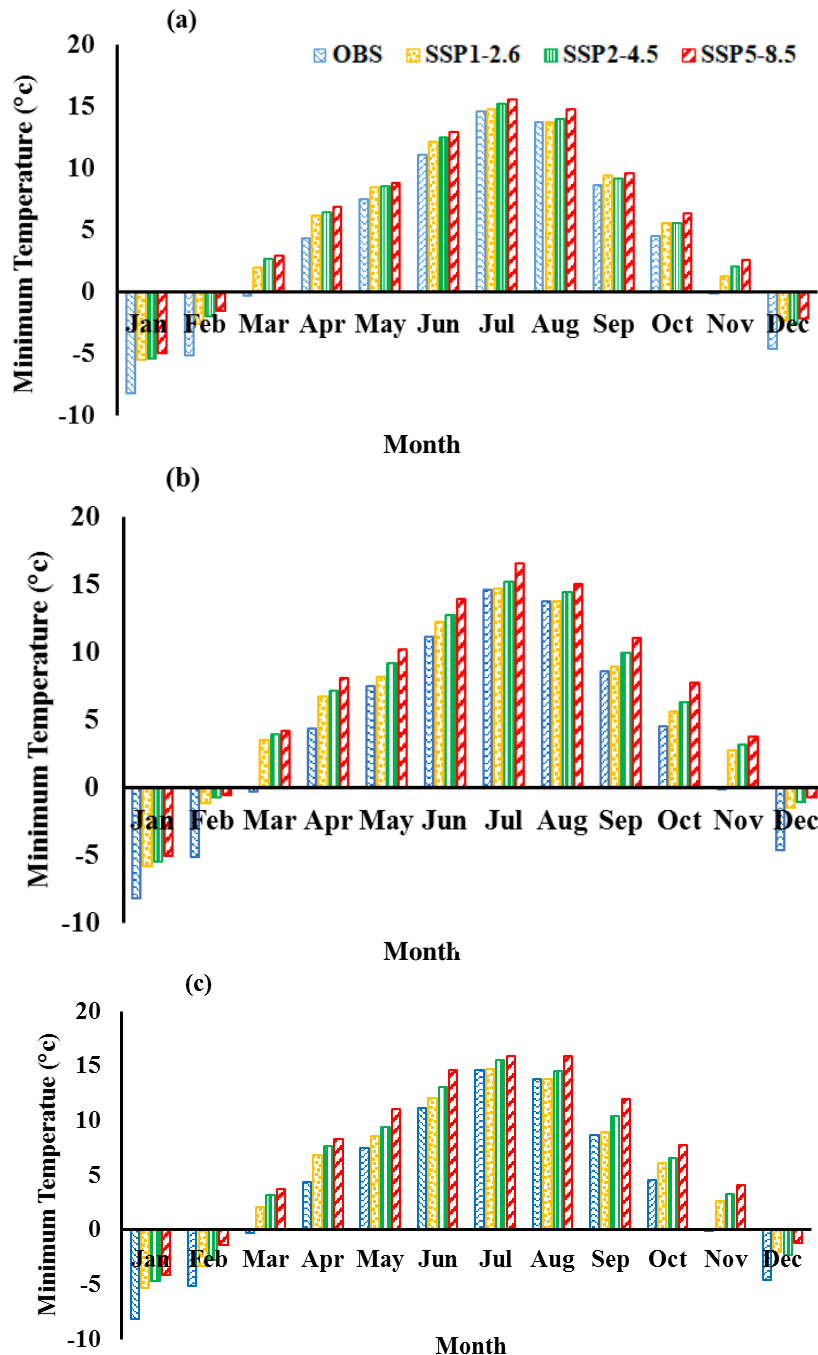 (a)
OBS SSP1-2.6 SSP2-4.5 SSP5-8.5
Minimum Temperature (°c)
20
15
10
5
0
-5
-10
Jan Feb Mar Apr May Jun Jul Aug Sep Oct Nov Dec
Month
(b)
Minimum Temperature (°c)
20
15
10
5
0
-5
-10
Jan Feb Mar Apr May Jun Jul Aug Sep Oct Nov Dec
Month
(c)
Minimum Temperatue (°c)
20
15
10
5
0
-5
-10
Jan Feb Mar Apr May Jun Jul Aug Sep Oct Nov Dec
Month